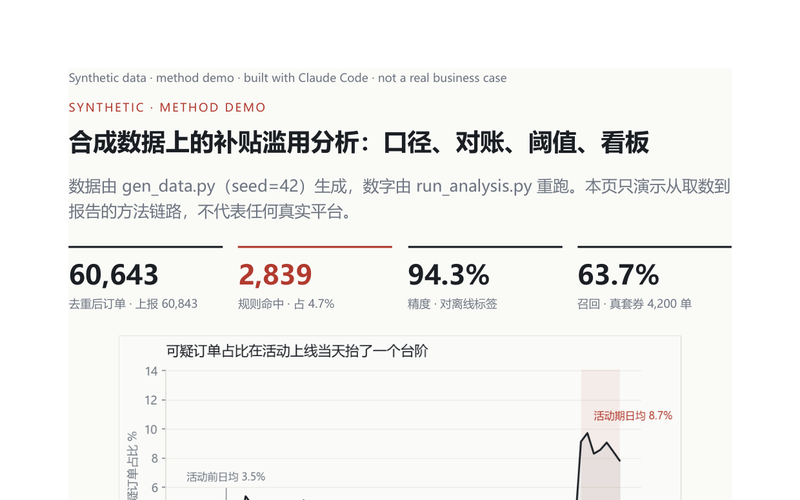 Synthetic data · method demo · built with Claude Code · not a real business case
SYNTHETIC · METHOD DEMO
合成数据上的补贴滥用分析：口径、对账、阈值、看板
数据由 gen_data.py（seed=42）生成，数字由 run_analysis.py 重跑。本页只演示从取数到
报告的方法链路，不代表任何真实平台。
60,643
去重后订单 · 上报 60,843
2,839
规则命中 · 占 4.7%
94.3%
精度 · 对离线标签
63.7%
召回 · 真套券 4,200 单
可疑订单占比在活动上线当天抬了一个台阶
14
12
10
8
6
疑订单占比 %
活动期日均 8.7%
活动前日均 3.5%